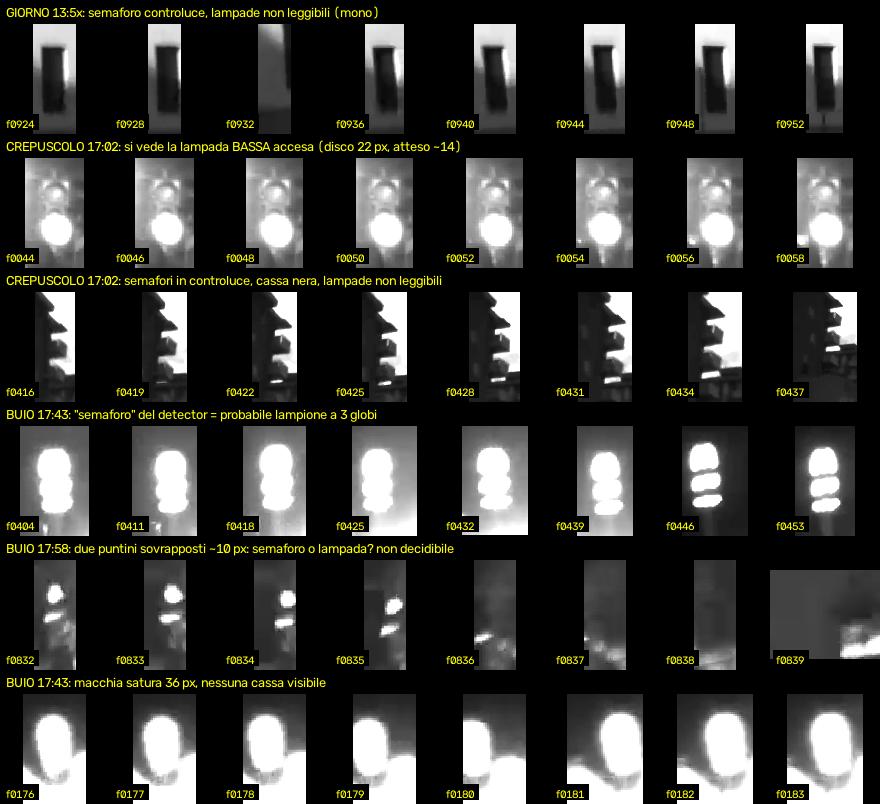 GIORNO 13:5x: semaforo controluce, lampade non leggibili (mono)
f0924 f0928 f0932 f0936 f0940 f0944 f0948 f0952
CREPUSCOLO 17:02: si vede la lampada BASSA accesa (disco 22 px, atteso ~14)
f0044 f0046 f0048 f0050 f0052 f0054 f0056 f0058
CREPUSCOLO 17:02: semafori in controluce, cassa nera, lampade non leggibili
f0416 f0419 f0422 f0425 f0428 f0431 f0434 f0437
BUIO 17:43: "semaforo" del detector = probabile lampione a 3 globi
f0404 f0411 f0418 f0425 f0432 f0439 f0446 f0453
BUIO 17:58: due puntini sovrapposti ~10 px: semaforo o lampada? non decidibile
f0832 f0833 f0834 f0835 f0836 f0837 f0838 f0839
BUIO 17:43: macchia satura 36 px, nessuna cassa visibile
f0176 f0177 f0178 f0179 f0180 f0181 f0182 f0183